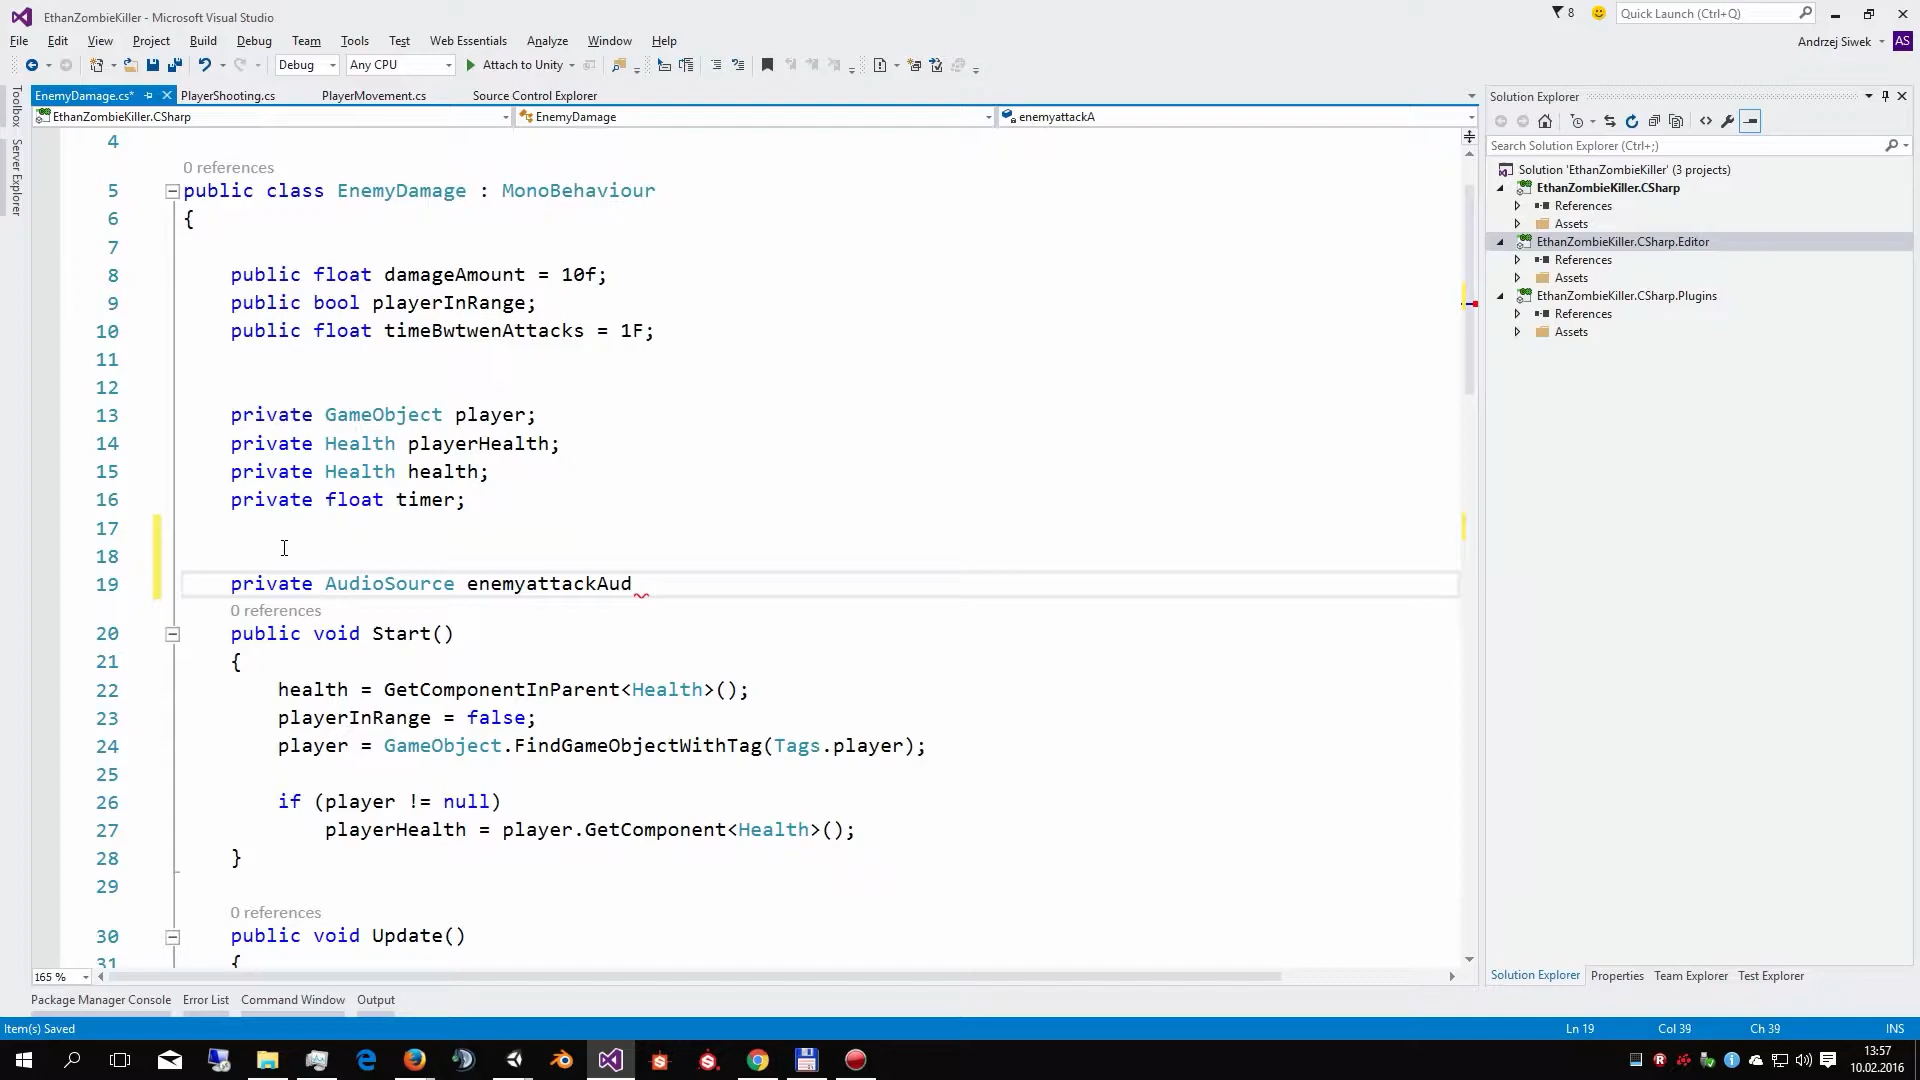 EthanZombieKiller - Microsoft Visual Studio
8
Quick Launch (Ctrl+Q)
File Edit View Project Build Debug Team Tools Test Web Essentials Analyze Window Help
Andrzej Siwek AS
Debug Any CPU Attach to Unity
Toolbox
Server Explorer
EnemyDamage.cs* PlayerShooting.cs PlayerMovement.cs Source Control Explorer
EthanZombieKiller.CSharp EnemyDamage enemyattackA
4
0 references
5 public class EnemyDamage : MonoBehaviour
6 {
7
8 public float damageAmount = 10f;
9 public bool playerInRange;
10 public float timeBwtwenAttacks = 1F;
11
12
13 private GameObject player;
14 private Health playerHealth;
15 private Health health;
16 private float timer;
17
18
19 private AudioSource enemyattackAud
0 references
20 public void Start()
21 {
22 health = GetComponentInParent<Health>();
23 playerInRange = false;
24 player = GameObject.FindGameObjectWithTag(Tags.player);
25
26 if (player != null)
27 playerHealth = player.GetComponent<Health>();
28 }
29
0 references
30 public void Update()
31 {
165 %
Solution Explorer
Search Solution Explorer (Ctrl+;)
Solution 'EthanZombieKiller' (3 projects)
EthanZombieKiller.CSharp
References
Assets
EthanZombieKiller.CSharp.Editor
References
Assets
EthanZombieKiller.CSharp.Plugins
References
Assets
Solution Explorer Properties Team Explorer Test Explorer
Package Manager Console Error List Command Window Output
Item(s) Saved Ln 19 Col 39 Ch 39 INS
13:57
10.02.2016